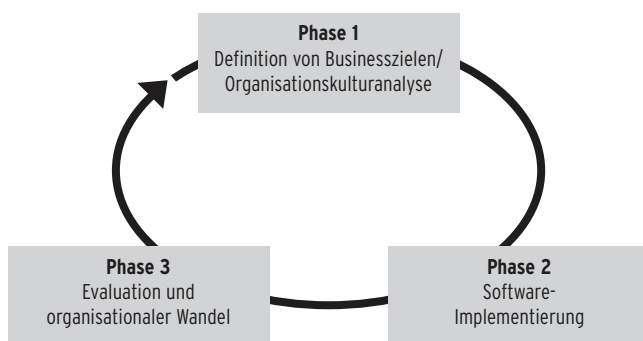 Phase 1
Definition von Businesszielen/
Organisationskulturanalyse
Phase 3
Evaluation und
organisationaler Wandel
Phase 2
Software-
Implementierung